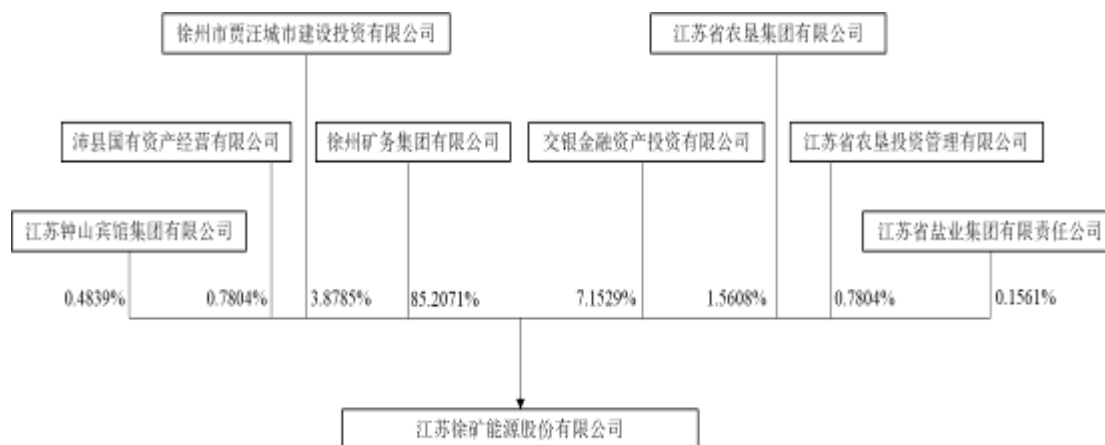 徐州市贾汪城市建设投资有限公司
江苏省农垦集团有限公司
沛县国有资产经营有限公司
徐州矿务集团有限公司
交银金融资产投资有限公司
江苏省农垦投资管理有限公司
江苏钟山宾馆集团有限公司
江苏省盐业集团有限责任公司
0.4839%
0.7804%
3.8785%
85.2071%
7.1529%
1.5608%
0.7804%
0.1561%
江苏徐矿能源股份有限公司